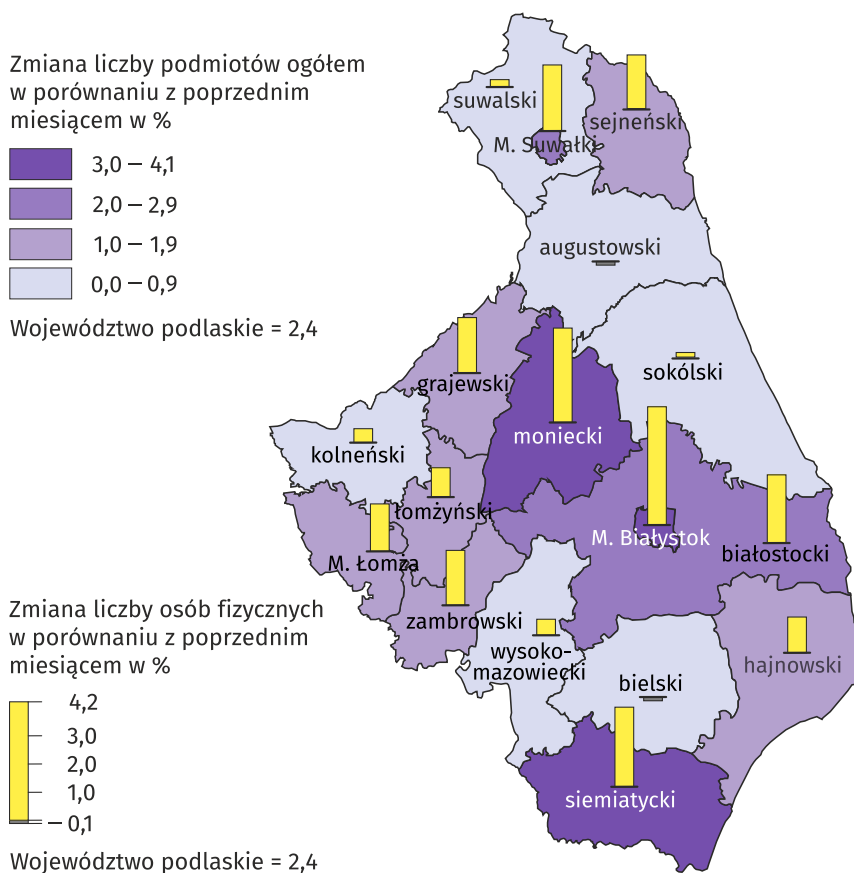 Zmiana liczby podmiotów ogółem
w porównaniu z poprzednim
miesiącem w %
3,0 – 4,1
2,0 – 2,9
1,0 – 1,9
0,0 – 0,9
Województwo podlaskie = 2,4
suwalski
M. Suwałki
sejneński
augustowski
grajewski
moniecki
sokólski
kolneński
łomżyński
M. Łomża
M. Białystok
białostocki
zambrowski
wysoko-
mazowiecki
bielski
hajnowski
siemiatycki
Zmiana liczby osób fizycznych
w porównaniu z poprzednim
miesiącem w %
4,2
3,0
2,0
1,0
– 0,1
Województwo podlaskie = 2,4